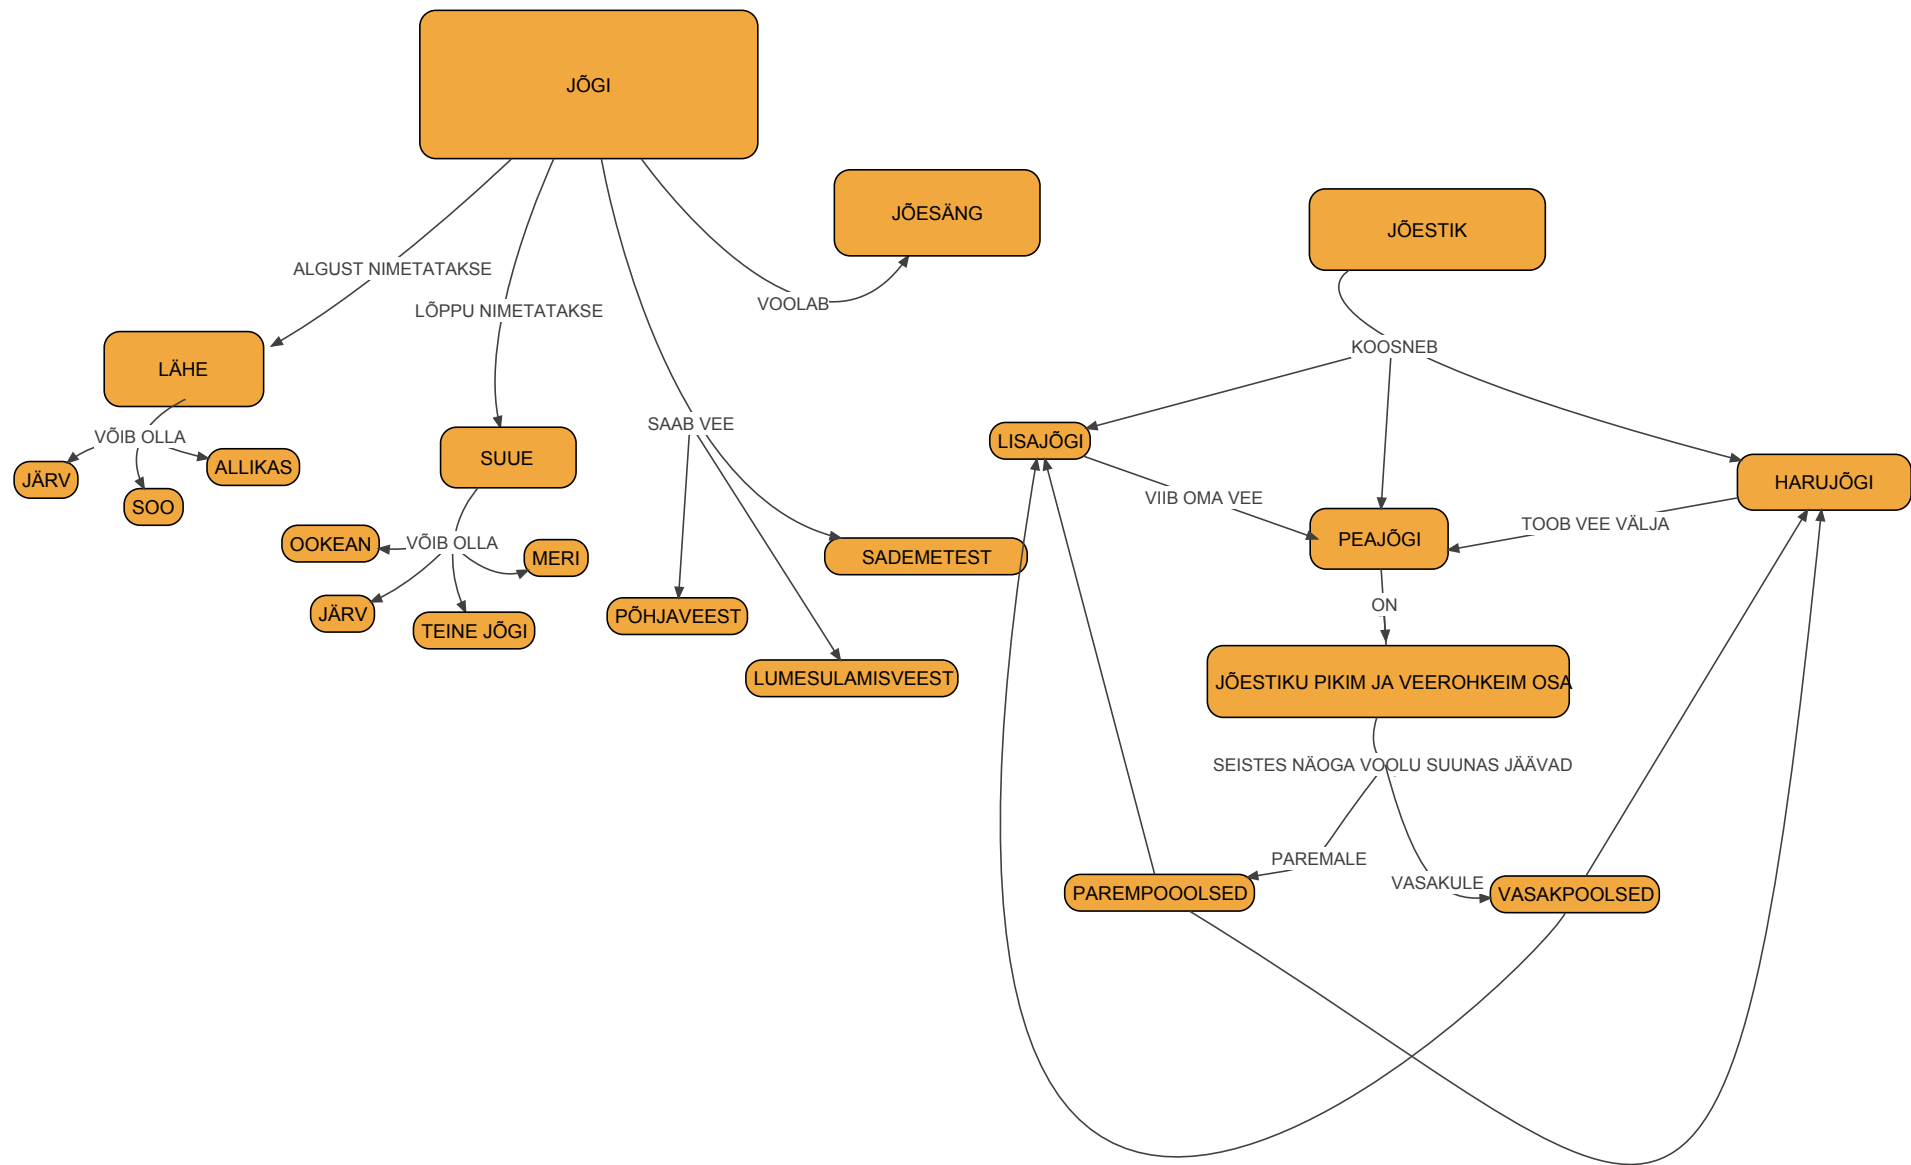 JÕGI
JÕESÄNG
JÕESTIK
ALGUST NIMETATAKSE
LÕPPU NIMETATAKSE
VOOLAB
KOOSNEB
LÄHE
SAAB VEE
VÕIB OLLA
JÄRV
SOO
ALLIKAS
SUUE
OOKEAN
VÕIB OLLA
MERI
JÄRV
TEINE JÕGI
SADEMETEST
PÕHJAVEEST
LUMESULAMISVEEST
LISAJÕGI
HARUJÕGI
VIIB OMA VEE
TOOB VEE VÄLJA
PEAJÕGI
ON
JÕESTIKU PIKIM JA VEEROHKEIM OSA
SEISTES NÄOGA VOOLU SUUNAS JÄÄVAD
PAREMALE
VASAKULE
PAREMPOOOLSED
VASAKPOOLSED